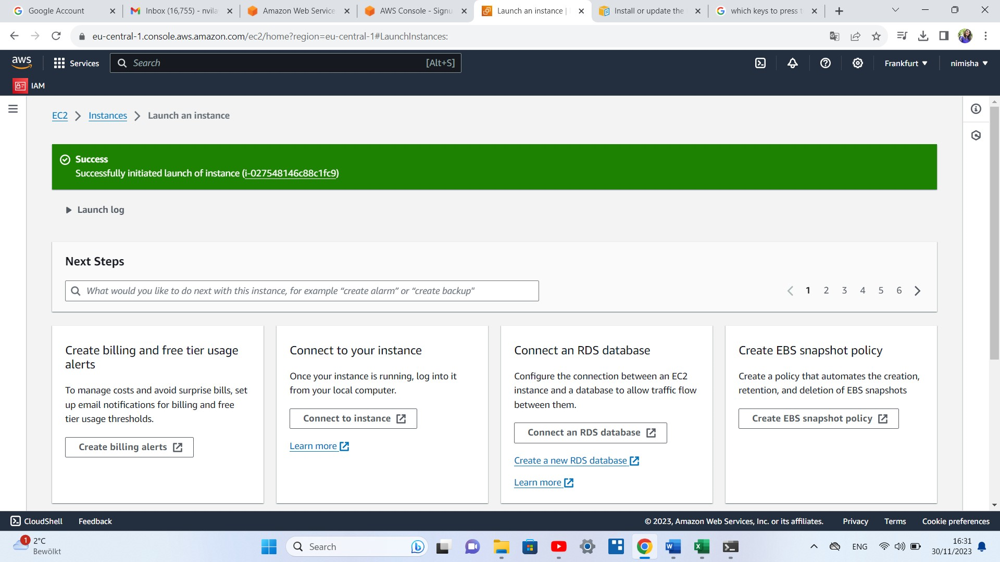 Google Account
Inbox (16,755) - nvila
Amazon Web Service
AWS Console - Signu
Launch an instance |
Install or update the
which keys to press t
eu-central-1.console.aws.amazon.com/ec2/home?region=eu-central-1#LaunchInstances:
aws
Services
Search
[Alt+S]
Frankfurt
nimisha
IAM
EC2
Instances
Launch an instance
Success
Successfully initiated launch of instance (i-027548146c88c1fc9)
Launch log
Next Steps
What would you like to do next with this instance, for example “create alarm” or “create backup"
1 2 3 4 5 6
Create billing and free tier usage
alerts
To manage costs and avoid surprise bills, set
up email notifications for billing and free
tier usage thresholds.
Create billing alerts
Connect to your instance
Once your instance is running, log into it
from your local computer.
Connect to instance
Learn more
Connect an RDS database
Configure the connection between an EC2
instance and a database to allow traffic flow
between them.
Connect an RDS database
Create a new RDS database
Learn more
Create EBS snapshot policy
Create a policy that automates the creation,
retention, and deletion of EBS snapshots
Create EBS snapshot policy
CloudShell
Feedback
© 2023, Amazon Web Services, Inc. or its affiliates.
Privacy
Terms
Cookie preferences
1
2°C
Bewölkt
Search
ENG
16:31
30/11/2023